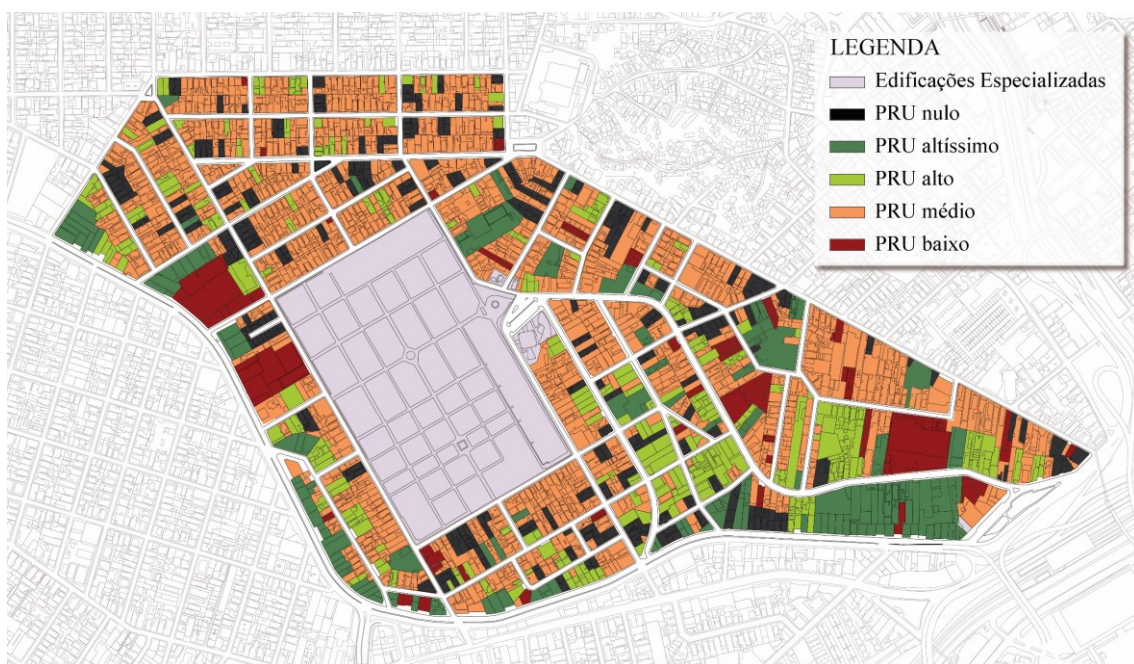 LEGENDA
Edificações Especializadas
PRU nulo
PRU altíssimo
PRU alto
PRU médio
PRU baixo